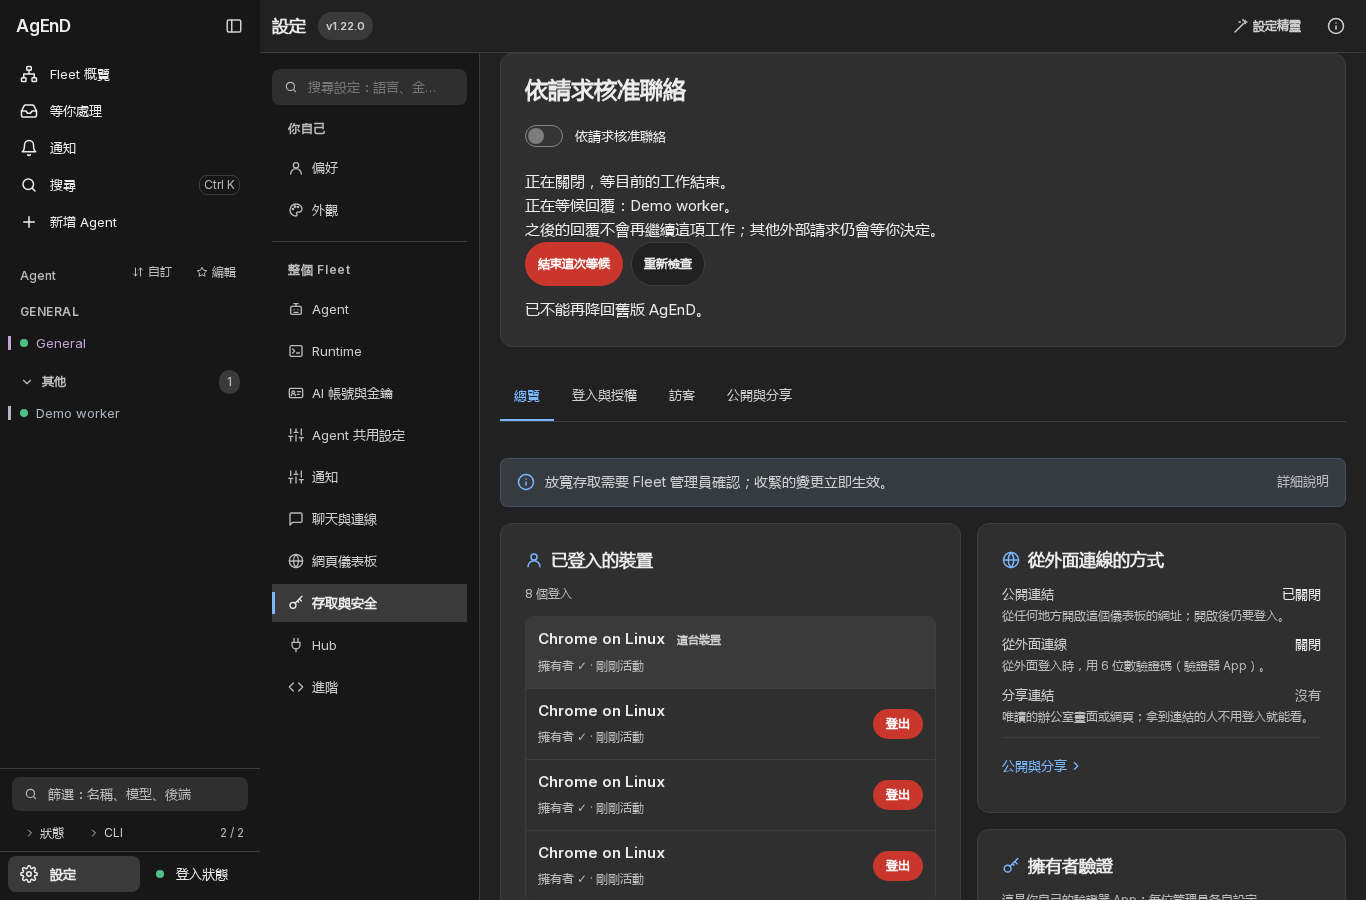 AgEnD
Fleet 概覽
等你處理
通知
搜尋
Ctrl K
新增 Agent
Agent
自訂
編輯
GENERAL
General
其他
1
Demo worker
篩選：名稱、模型、後端
狀態
CLI
2 / 2
設定
登入狀態
設定
v1.22.0
設定精靈
搜尋設定：語言、金…
你自己
偏好
外觀
整個 Fleet
Agent
Runtime
AI 帳號與金鑰
Agent 共用設定
通知
聊天與連線
網頁儀表板
存取與安全
Hub
進階
依請求核准聯絡
依請求核准聯絡
正在關閉，等目前的工作結束。
正在等候回覆：Demo worker。
之後的回覆不會再繼續這項工作；其他外部請求仍會等你決定。
結束這次等候
重新檢查
已不能再降回舊版 AgEnD。
總覽
登入與授權
訪客
公開與分享
放寬存取需要 Fleet 管理員確認；收緊的變更立即生效。
詳細說明
已登入的裝置
8 個登入
Chrome on Linux 這台裝置
擁有者 ✓ · 剛剛活動
Chrome on Linux
擁有者 ✓ · 剛剛活動
登出
Chrome on Linux
擁有者 ✓ · 剛剛活動
登出
Chrome on Linux
擁有者 ✓ · 剛剛活動
登出
從外面連線的方式
公開連結
已關閉
從任何地方開啟這個儀表板的網址；開啟後仍要登入。
從外面連線
關閉
從外面登入時，用 6 位數驗證碼（驗證器 App）。
分享連結
沒有
唯讀的辦公室畫面或網頁；拿到連結的人不用登入就能看。
公開與分享
擁有者驗證
這是你自己的驗證器 App；每位管理員各自設定。